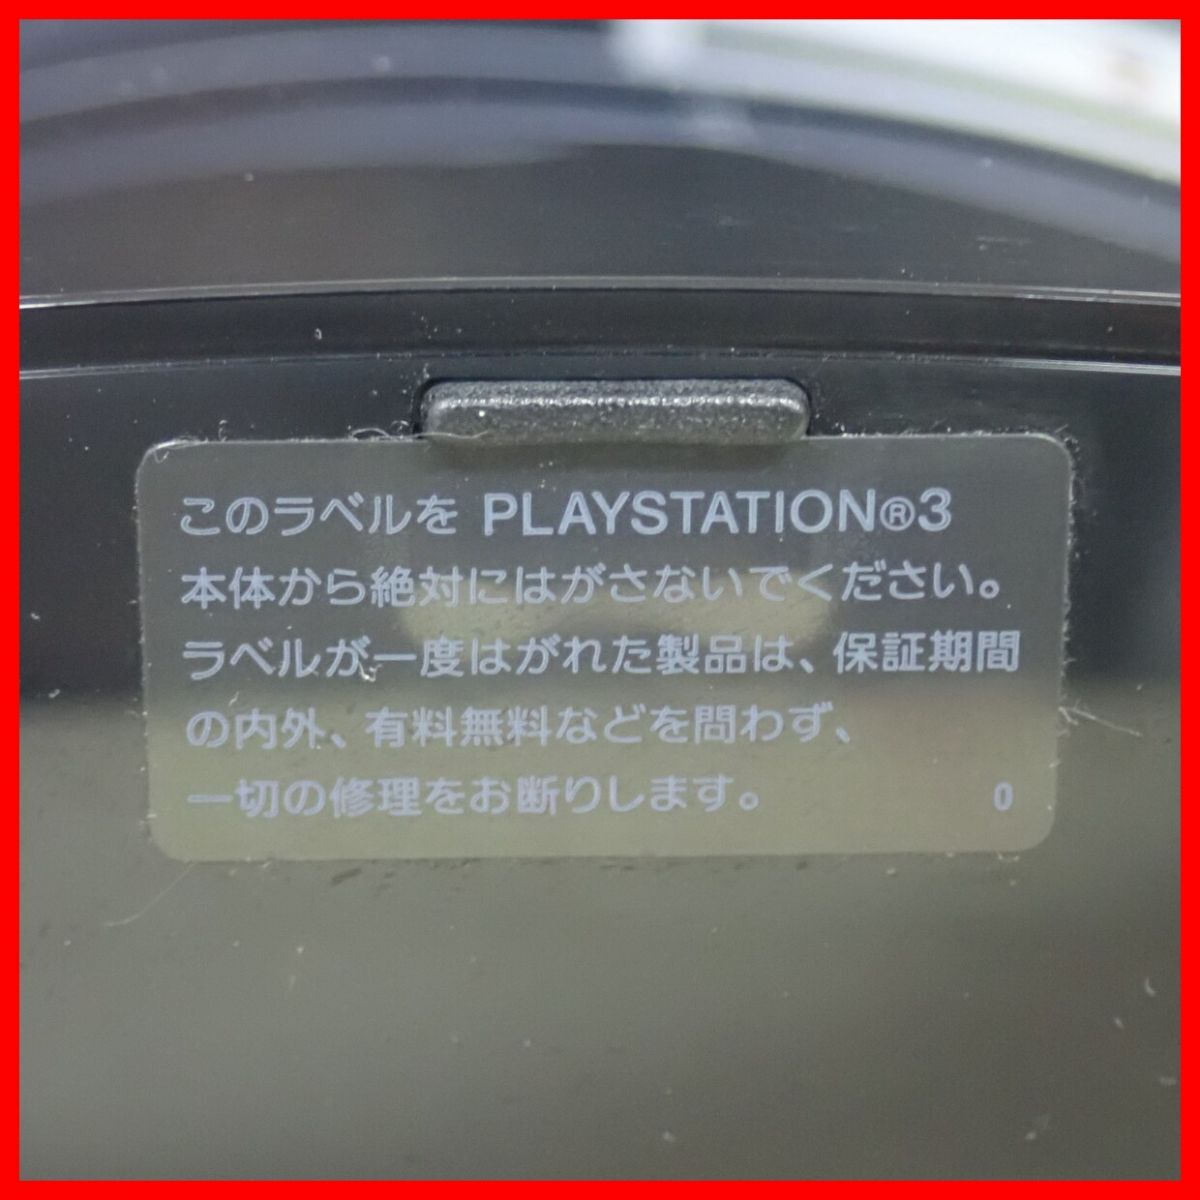 このラベルを PLAYSTATION®3
本体から絶対にはがさないでください。
ラベルが一度はがれた製品は、保証期間
の内外、有料無料などを問わず、
一切の修理をお断りします。 0